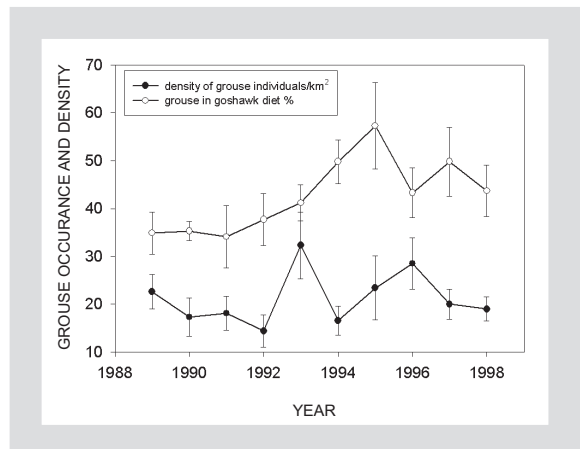 70
60
50
40
30
20
10
GROUSE OCCURANCE AND DENSITY
density of grouse individuals/km²
grouse in goshawk diet %
1988 1990 1992 1994 1996 1998
YEAR